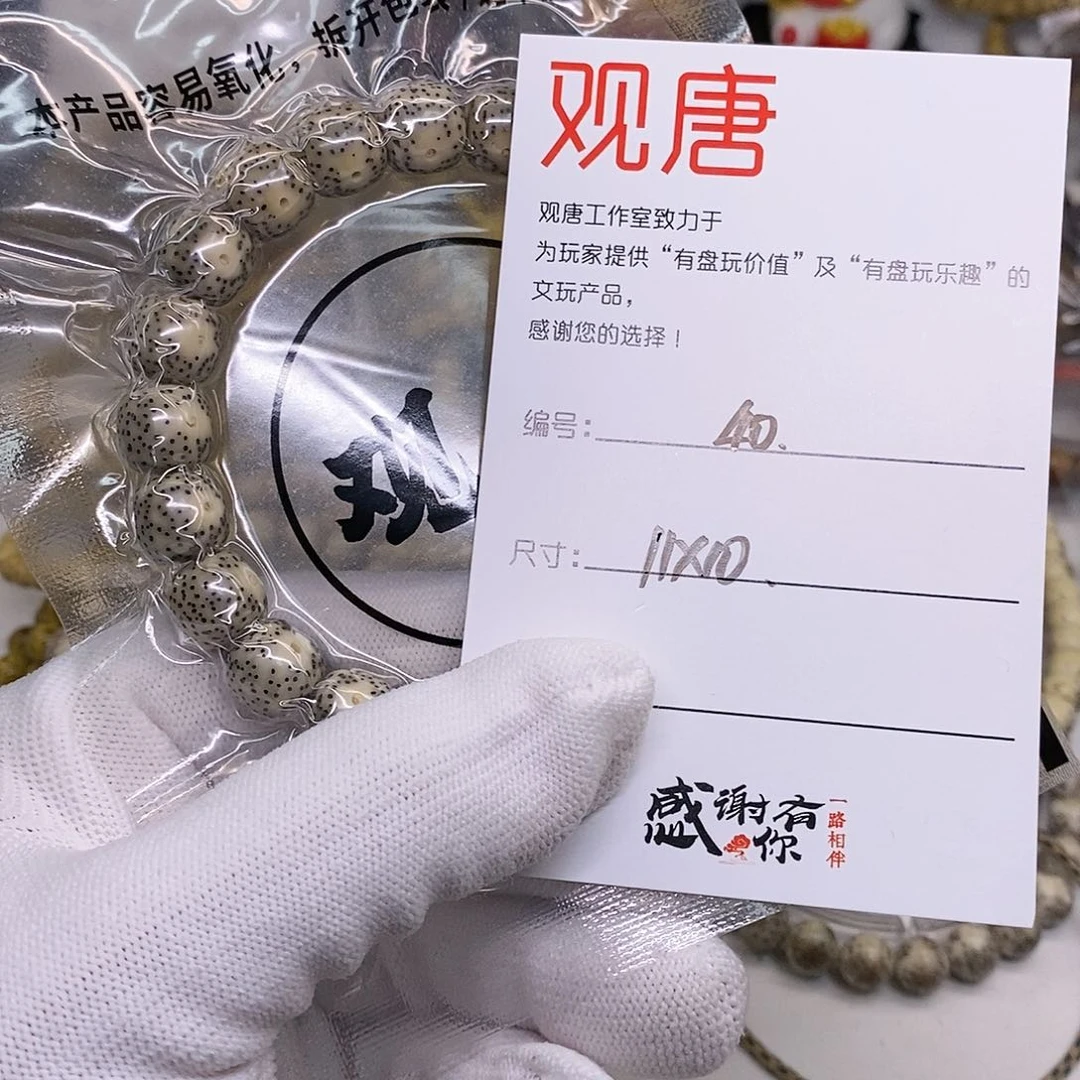 本产品容易氧化，拆开包装
观
观唐
观唐工作室致力于
为玩家提供“有盘玩价值”及“有盘玩乐趣”的
文玩产品，
感谢您的选择！
编号：40.
尺寸：11X10
感谢有你
一路相伴